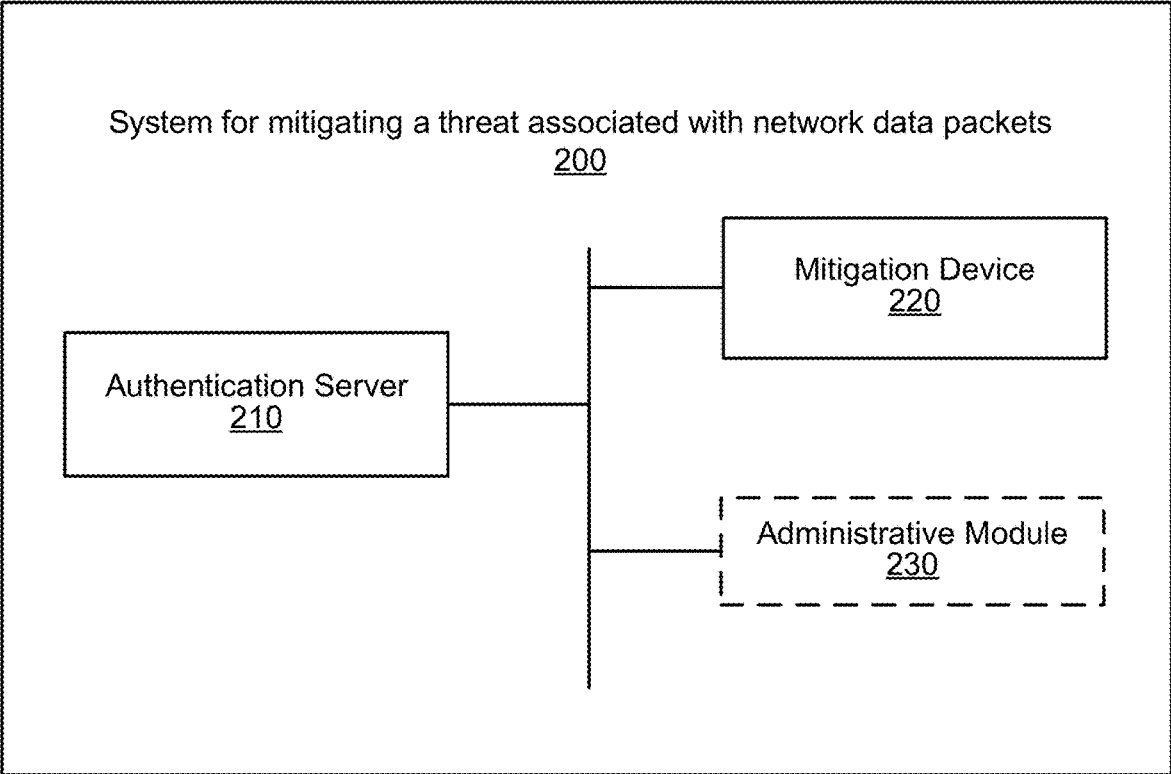 System for mitigating a threat associated with network data packets
200
Mitigation Device
220
Authentication Server
210
Administrative Module
230